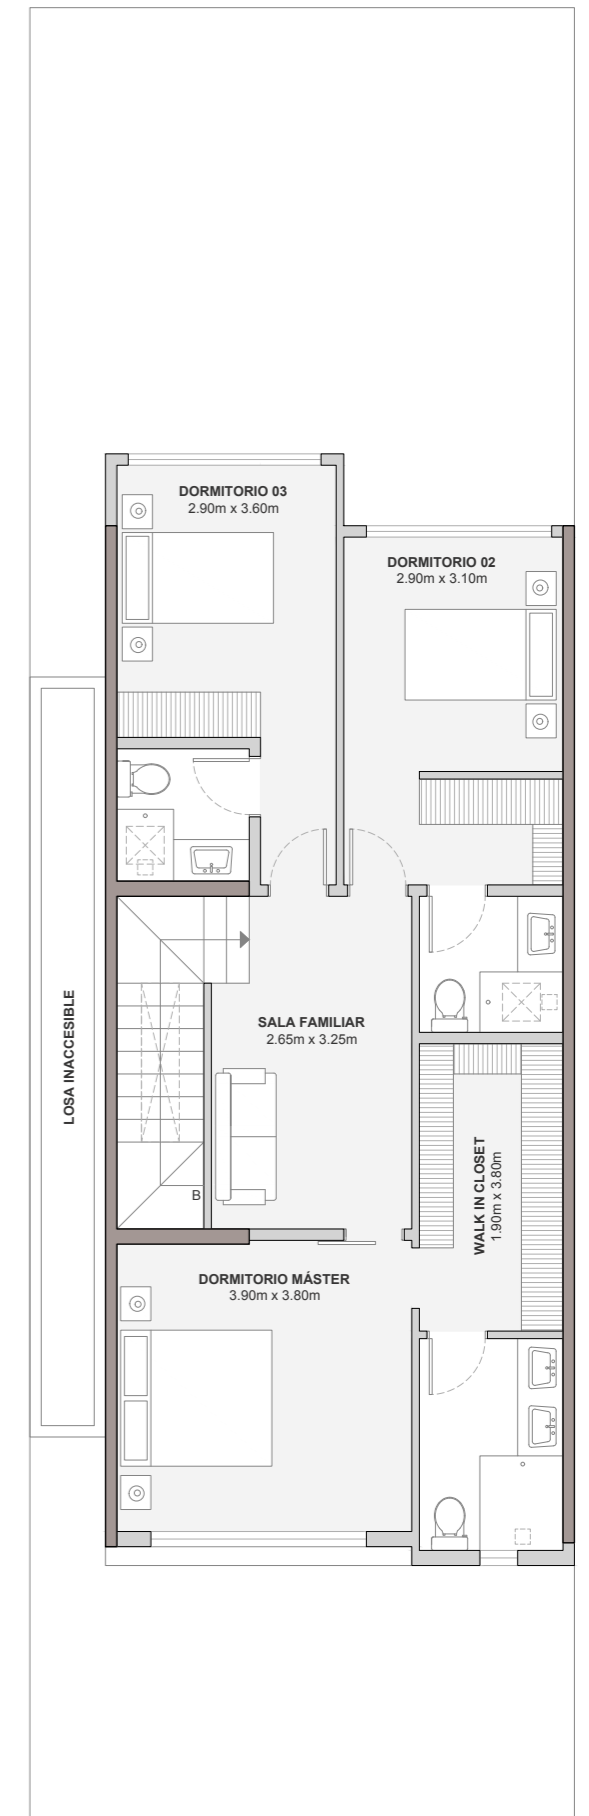 DORMITORIO 03
2.90m x 3.60m
DORMITORIO 02
2.90m x 3.10m
LOSA INACCESIBLE
SALA FAMILIAR
2.65m x 3.25m
B
WALK IN CLOSET
1.90m x 3.80m
DORMITORIO MÁSTER
3.90m x 3.80m